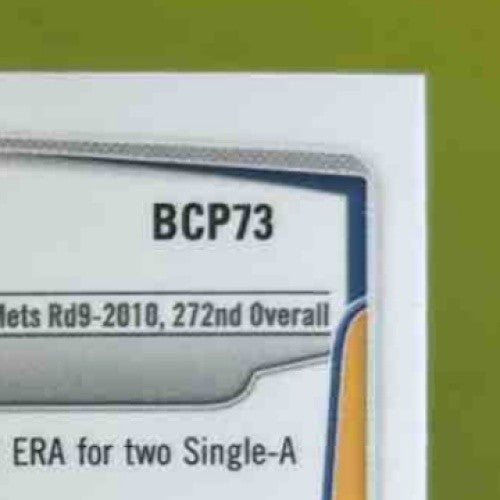 BCP73
Mets Rd9-2010, 272nd Overall
ERA for two Single-A